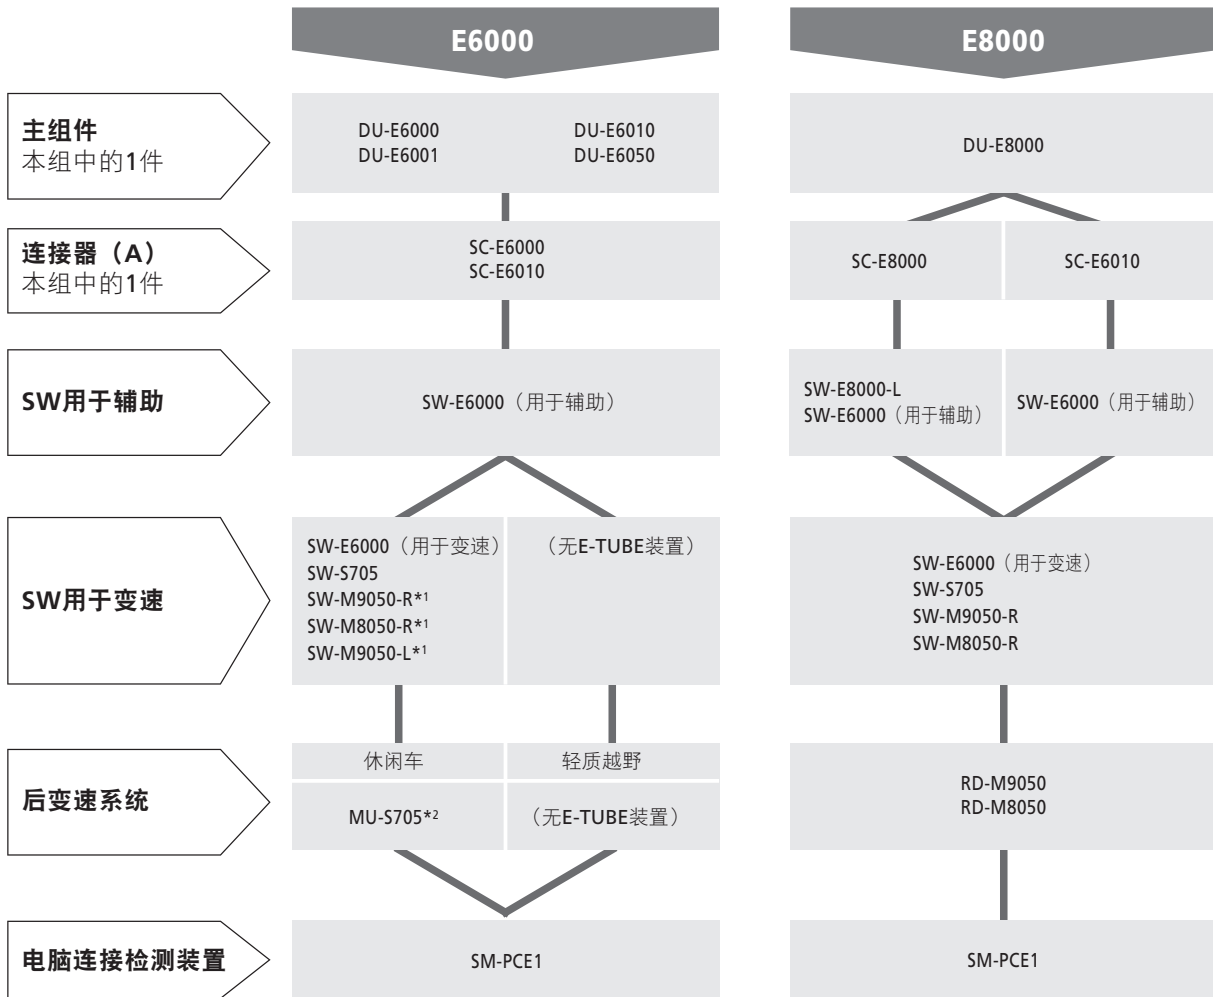 E6000
E8000
主组件
本组中的1件
DU-E6000
DU-E6001
DU-E6010
DU-E6050
DU-E8000
连接器（A）
本组中的1件
SC-E6000
SC-E6010
SC-E8000
SC-E6010
SW用于辅助
SW-E6000（用于辅助）
SW-E8000-L
SW-E6000（用于辅助）
SW-E6000（用于辅助）
SW用于变速
SW-E6000（用于变速）
SW-S705
SW-M9050-R*1
SW-M8050-R*1
SW-M9050-L*1
（无E-TUBE装置）
SW-E6000（用于变速）
SW-S705
SW-M9050-R
SW-M8050-R
后变速系统
休闲车
MU-S705*2
轻质越野
（无E-TUBE装置）
RD-M9050
RD-M8050
电脑连接检测装置
SM-PCE1
SM-PCE1